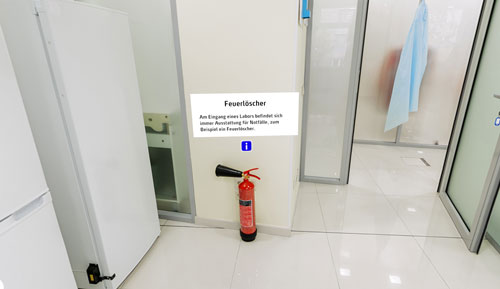 Feuerlöscher
Am Eingang eines Labors befindet sich
immer Ausstattung für Notfälle, zum
Beispiel ein Feuerlöscher.
i